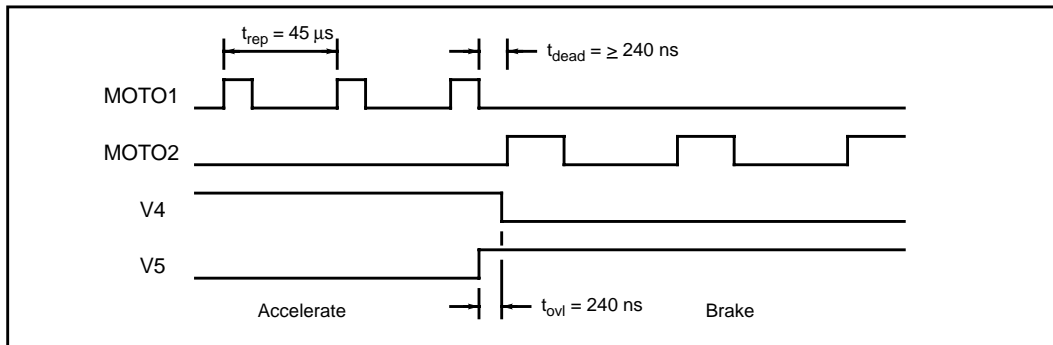 t_rep = 45 µs
t_dead = ≥ 240 ns
MOTO1
MOTO2
V4
V5
Accelerate
t_ovl = 240 ns
Brake